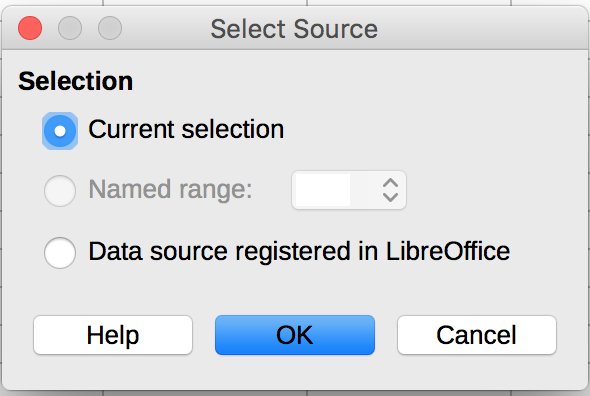 Select Source
Selection
Current selection
Named range:
Data source registered in LibreOffice
Help OK Cancel